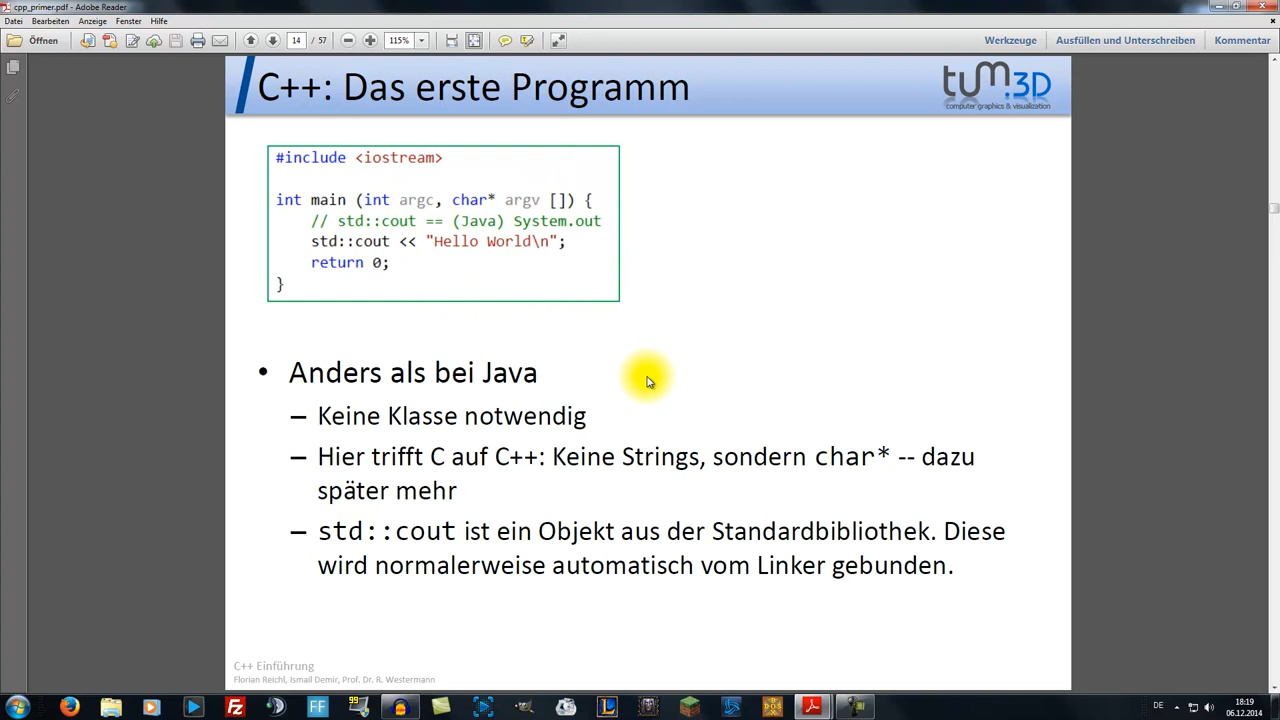 cpp_primer.pdf - Adobe Reader
Datei Bearbeiten Anzeige Fenster Hilfe
Öffnen 14 / 57 115% Werkzeuge Ausfüllen und Unterschreiben Kommentar
C++: Das erste Programm
tum.3D
computer graphics & visualization
#include <iostream>
int main (int argc, char* argv []) {
// std::cout == (Java) System.out
std::cout << "Hello World\n";
return 0;
}
• Anders als bei Java
– Keine Klasse notwendig
– Hier trifft C auf C++: Keine Strings, sondern char* -- dazu
später mehr
– std::cout ist ein Objekt aus der Standardbibliothek. Diese
wird normalerweise automatisch vom Linker gebunden.
C++ Einführung
Florian Reichl, Ismail Demir, Prof. Dr. R. Westermann
DE 18:19
06.12.2014